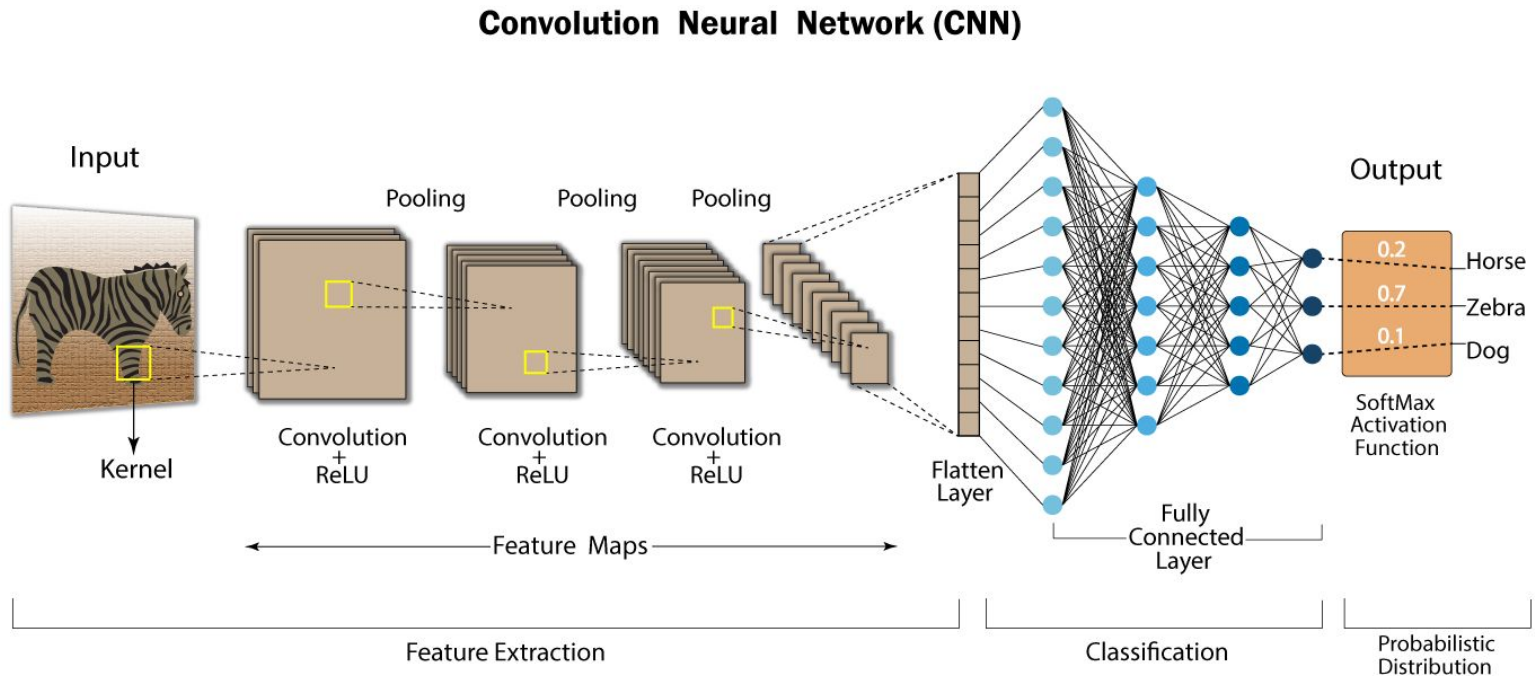 Convolution Neural Network (CNN)
Input
Kernel
Pooling
Pooling
Pooling
Convolution
+
ReLU
Convolution
+
ReLU
Convolution
+
ReLU
Feature Maps
Flatten
Layer
Fully
Connected
Layer
Output
0.2
Horse
0.7
Zebra
0.1
Dog
SoftMax
Activation
Function
Feature Extraction
Classification
Probabilistic
Distribution